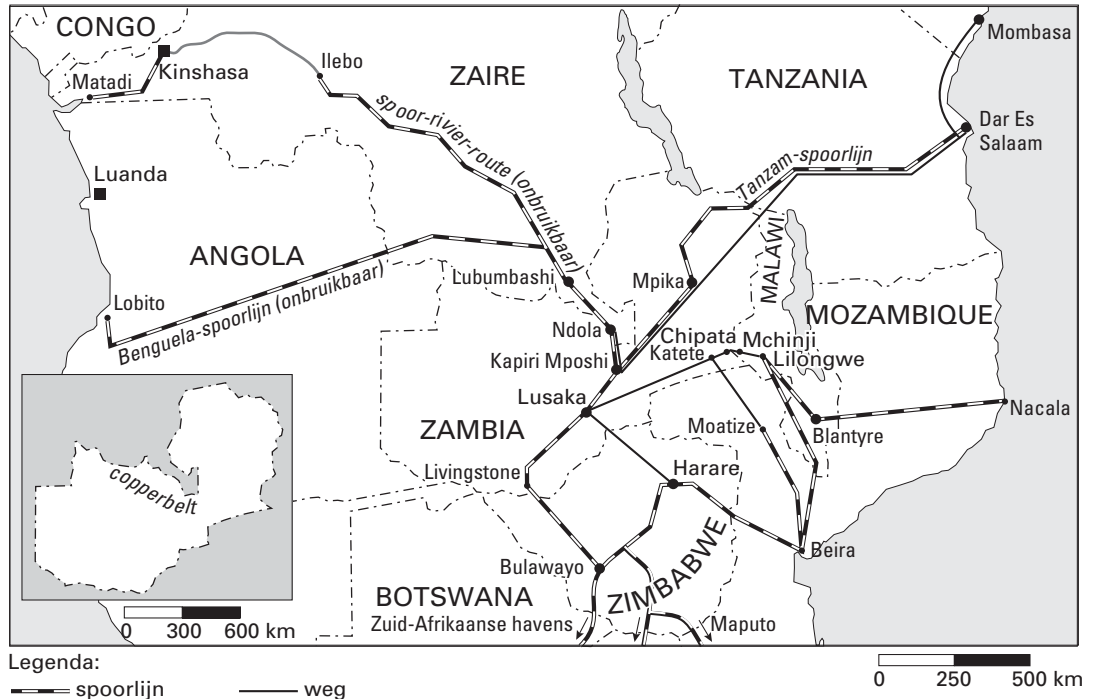 CONGO
Kinshasa
Matadi
Ilebo
ZAIRE
TANZANIA
Mombasa
Dar Es
Salaam
spoor-rivier-route (onbruikbaar)
Tanzam-spoorlijn
Luanda
ANGOLA
Lobito
Benguela-spoorlijn (onbruikbaar)
Lubumbashi
Mpika
MALAWI
MOZAMBIQUE
Ndola
Kapiri Mposhi
Chipata
Mchinji
Katete
Lilongwe
Lusaka
ZAMBIA
Moatize
Blantyre
Nacala
Livingstone
Harare
copperbelt
Beira
Bulawayo
ZIMBABWE
BOTSWANA
Zuid-Afrikaanse havens
Maputo
0 300 600 km
Legenda:
spoorlijn
weg
0 250 500 km